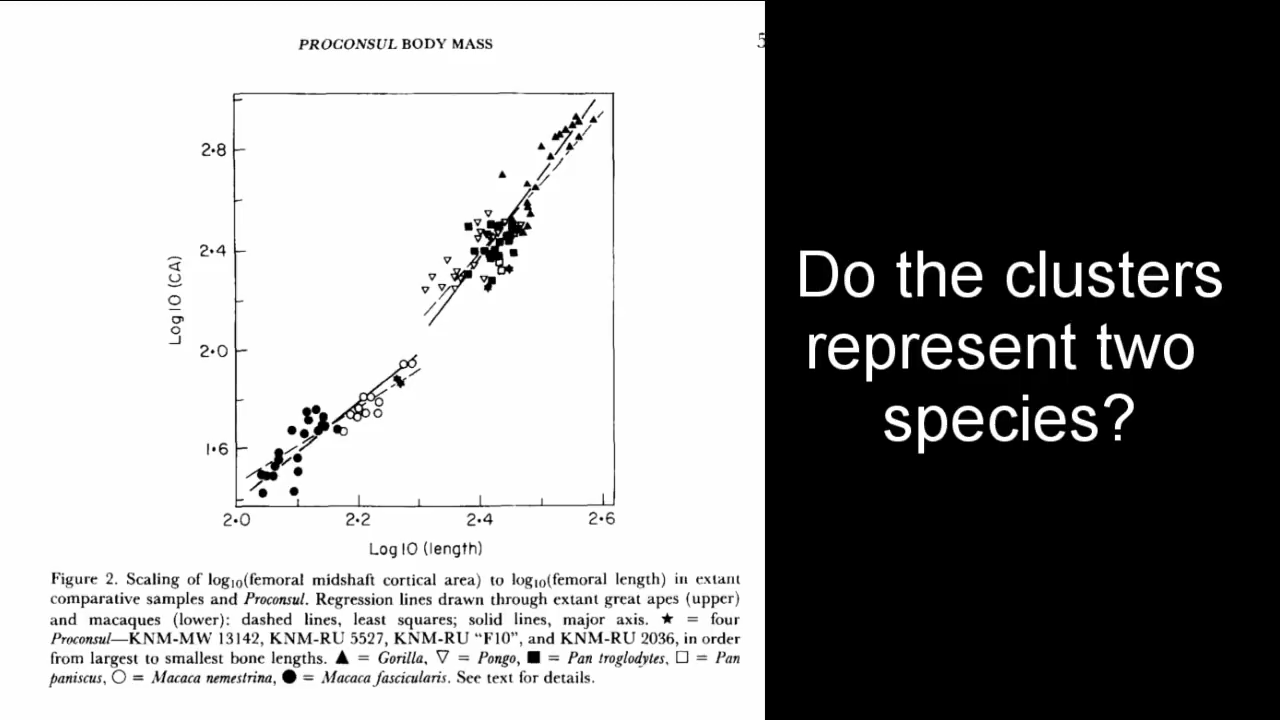 PROCONSUL BODY MASS
5
2·8
2·4
2·0
1·6
Log 10 (CA)
2·0 2·2 2·4 2·6
Log 10 (length)
Figure 2. Scaling of log10(femoral midshaft cortical area) to log10(femoral length) in extant
comparative samples and Proconsul. Regression lines drawn through extant great apes (upper)
and macaques (lower): dashed lines, least squares; solid lines, major axis. ★ = four
Proconsul—KNM-MW 13142, KNM-RU 5527, KNM-RU "F10", and KNM-RU 2036, in order
from largest to smallest bone lengths. ▲ = Gorilla, ▽ = Pongo, ■ = Pan troglodytes, □ = Pan
paniscus, ○ = Macaca nemestrina, ● = Macaca fascicularis. See text for details.
Do the clusters
represent two
species?